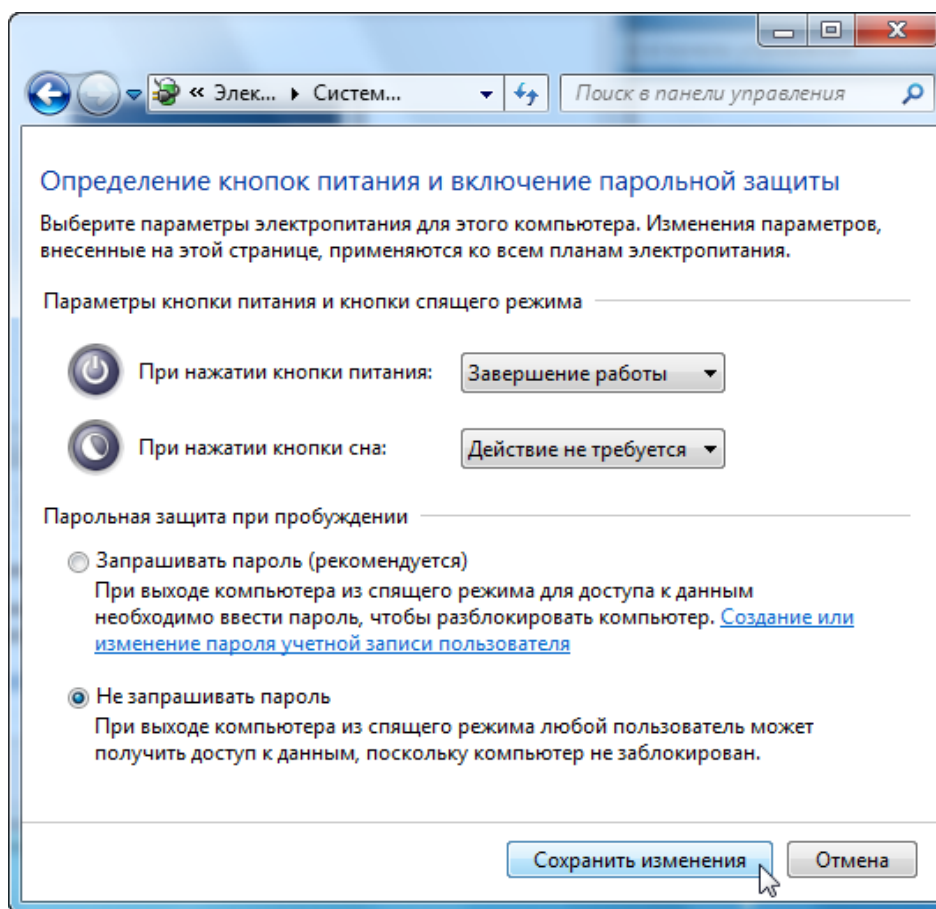 « Элек... Систем... Поиск в панели управления
Определение кнопок питания и включение парольной защиты
Выберите параметры электропитания для этого компьютера. Изменения параметров,
внесенные на этой странице, применяются ко всем планам электропитания.
Параметры кнопки питания и кнопки спящего режима
При нажатии кнопки питания: Завершение работы
При нажатии кнопки сна: Действие не требуется
Парольная защита при пробуждении
Запрашивать пароль (рекомендуется)
При выходе компьютера из спящего режима для доступа к данным
необходимо ввести пароль, чтобы разблокировать компьютер. Создание или
изменение пароля учетной записи пользователя
Не запрашивать пароль
При выходе компьютера из спящего режима любой пользователь может
получить доступ к данным, поскольку компьютер не заблокирован.
Сохранить изменения Отмена